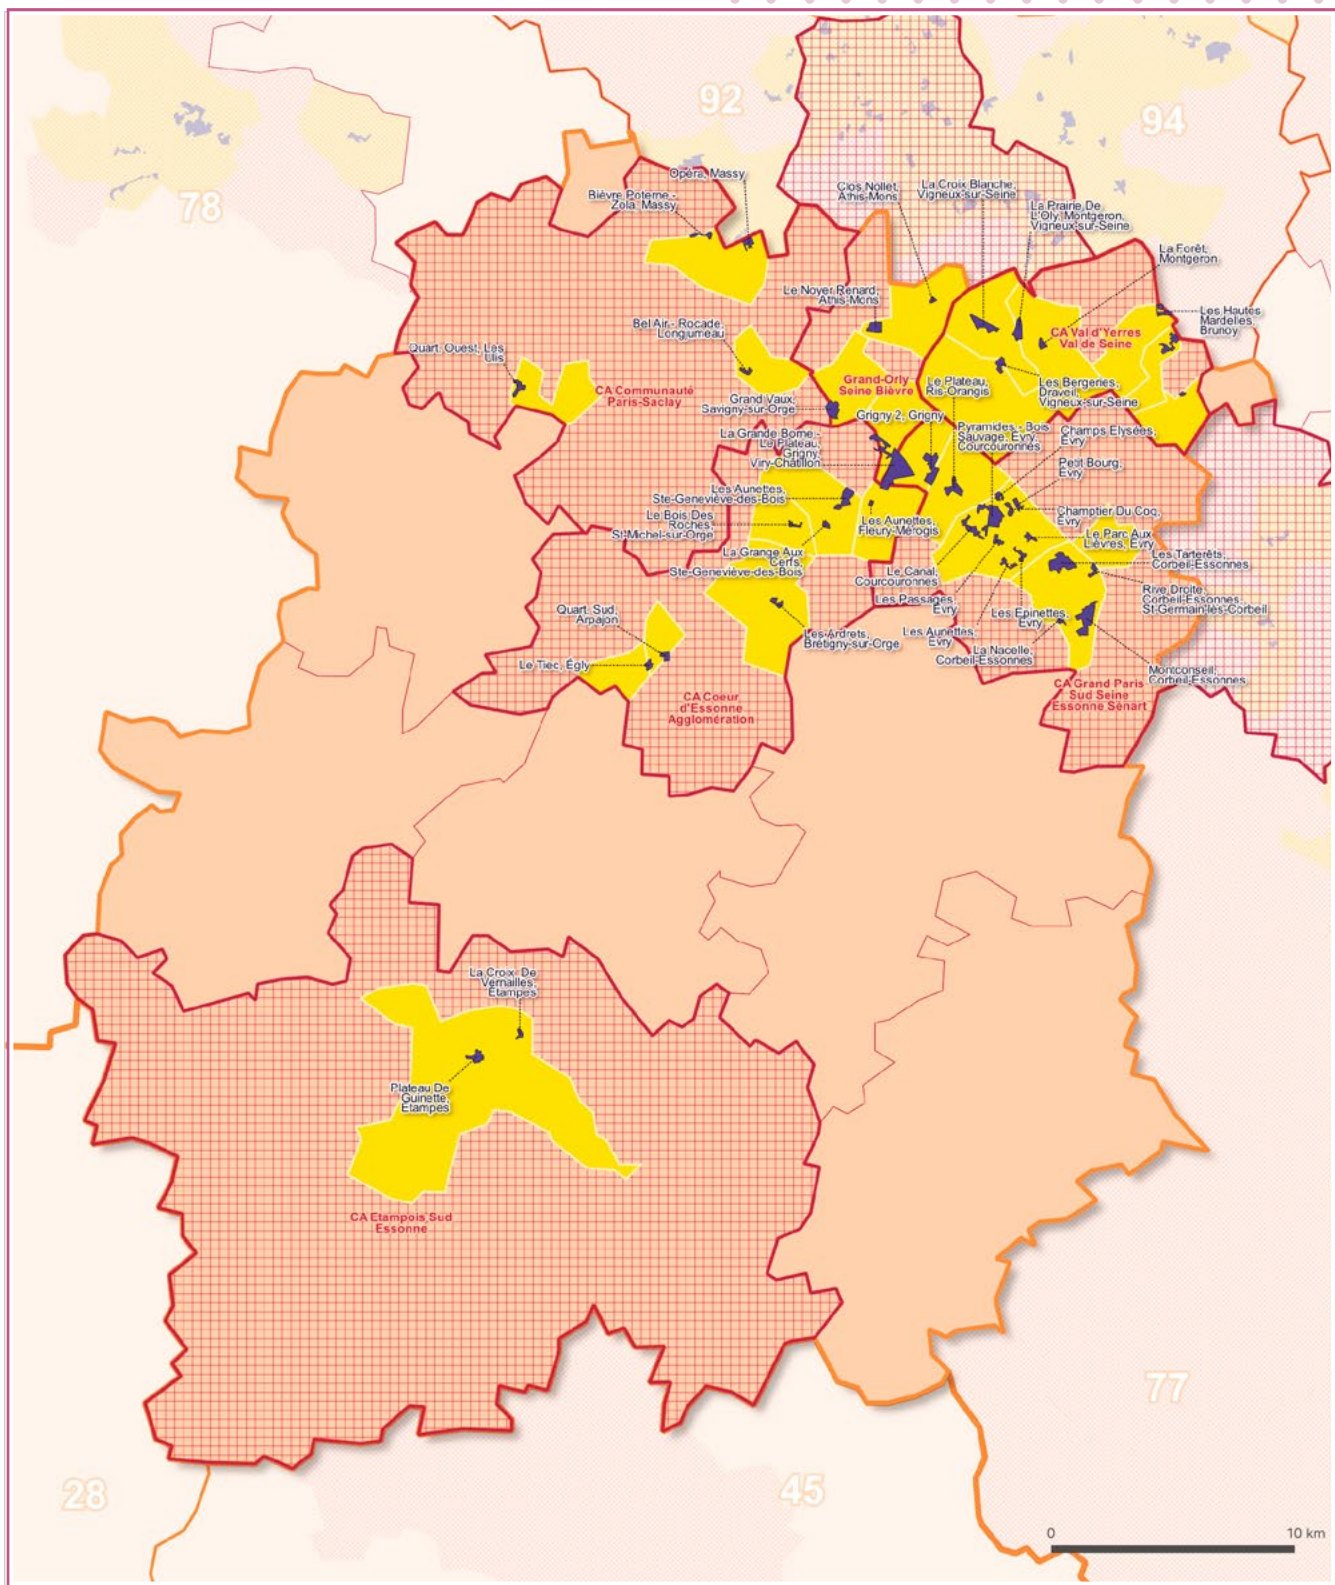 92
94
78
Opéra, Massy
Bièvre Poterne -
Zola, Massy
Clos Nollet,
Athis-Mons
La Croix Blanche,
Vigneux-sur-Seine
La Prairie De
L'Oly, Montgeron,
Vigneux-sur-Seine
La Forêt,
Montgeron
Le Noyer Renard,
Athis-Mons
Les Hautes
Mardelles,
Brunoy
Bel Air - Rocade,
Longjumeau
CA Val d'Yerres
Val de Seine
Quart. Ouest, Les
Ulis
CA Communauté
Paris-Saclay
Grand-Orly
Seine Bièvre
Le Plateau,
Ris-Orangis
Les Bergeries,
Draveil,
Vigneux-sur-Seine
Grand Vaux,
Savigny-sur-Orge
Grigny 2, Grigny
La Grande Borne -
Le Plateau,
Grigny,
Viry-Châtillon
Pyramides - Bois
Sauvage, Évry,
Courcouronnes
Champs Elysées,
Évry
Petit Bourg,
Évry
Les Aunettes,
Ste-Geneviève-des-Bois
Le Bois Des
Roches,
St-Michel-sur-Orge
Les Aunettes,
Fleury-Mérogis
Champtier Du Coq,
Évry
Le Parc Aux
Lièvres, Évry
La Grange Aux
Cerfs,
Ste-Geneviève-des-Bois
Les Tarterêts,
Corbeil-Essonnes
Le Canal,
Courcouronnes
Rive Droite,
Corbeil-Essonnes,
St-Germain-lès-Corbeil
Les Passages,
Évry
Les Epinettes,
Évry
Quart. Sud,
Arpajon
Les Ardrets,
Brétigny-sur-Orge
Les Aunettes,
Évry
La Nacelle,
Corbeil-Essonnes
Le Tiec, Égly
Montconseil,
Corbeil-Essonnes
CA Coeur
d'Essonne
Agglomération
CA Grand Paris
Sud Seine
Essonne Sénart
La Croix De
Vernailles,
Étampes
Plateau De
Guinette,
Étampes
CA Etampois Sud
Essonne
77
28
45
0 10 km